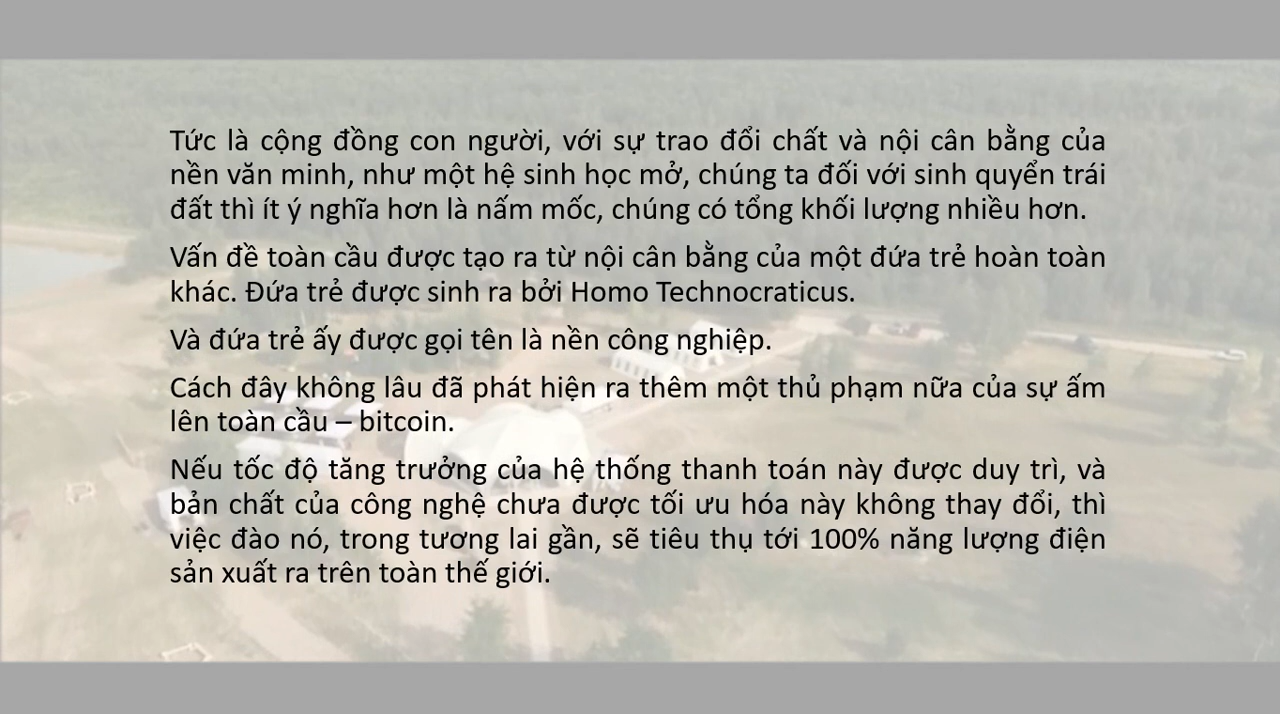 Tức là cộng đồng con người, với sự trao đổi chất và nội cân bằng của
nền văn minh, như một hệ sinh học mở, chúng ta đối với sinh quyển trái
đất thì ít ý nghĩa hơn là nấm mốc, chúng có tổng khối lượng nhiều hơn.
Vấn đề toàn cầu được tạo ra từ nội cân bằng của một đứa trẻ hoàn toàn
khác. Đứa trẻ được sinh ra bởi Homo Technocraticus.
Và đứa trẻ ấy được gọi tên là nền công nghiệp.
Cách đây không lâu đã phát hiện ra thêm một thủ phạm nữa của sự ấm
lên toàn cầu – bitcoin.
Nếu tốc độ tăng trưởng của hệ thống thanh toán này được duy trì, và
bản chất của công nghệ chưa được tối ưu hóa này không thay đổi, thì
việc đào nó, trong tương lai gần, sẽ tiêu thụ tới 100% năng lượng điện
sản xuất ra trên toàn thế giới.